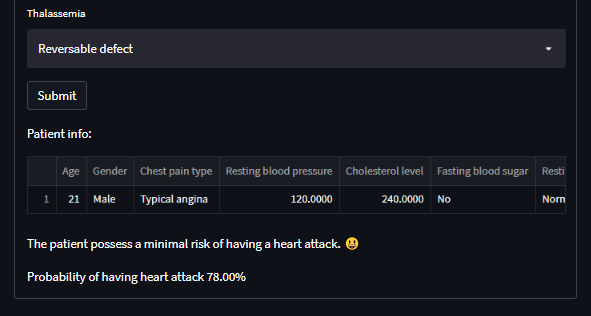 Thalassemia
Reversable defect
Submit
Patient info:
Age Gender Chest pain type Resting blood pressure Cholesterol level Fasting blood sugar Resti
1 21 Male Typical angina 120.0000 240.0000 No Norn
The patient possess a minimal risk of having a heart attack. 😃
Probability of having heart attack 78.00%